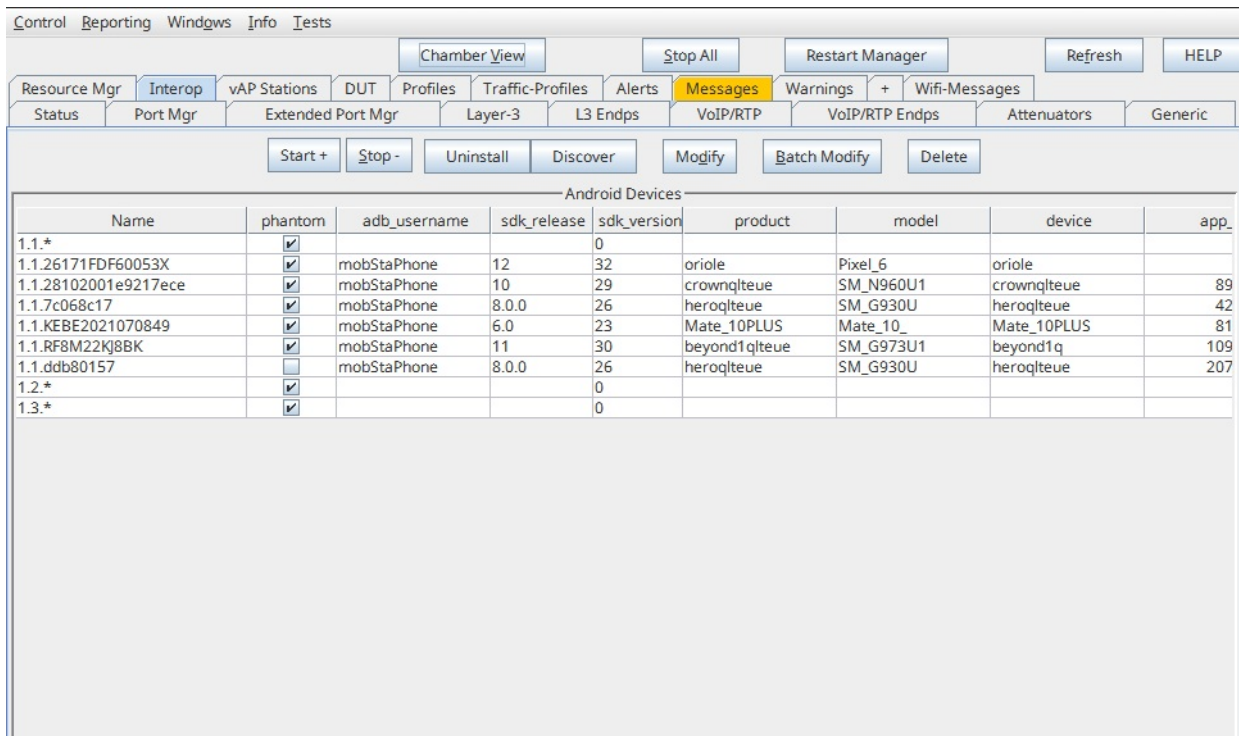 Control Reporting Windows Info Tests
Chamber View Stop All Restart Manager Refresh HELP
Resource Mgr Interop vAP Stations DUT Profiles Traffic-Profiles Alerts Messages Warnings + Wifi-Messages
Status Port Mgr Extended Port Mgr Layer-3 L3 Endps VoIP/RTP VoIP/RTP Endps Attenuators Generic
Start + Stop - Uninstall Discover Modify Batch Modify Delete
Android Devices
Name phantom adb_username sdk_release sdk_version product model device app_
1.1.* 0
1.1.26171FDF60053X mobStaPhone 12 32 oriole Pixel_6 oriole
1.1.28102001e9217ece mobStaPhone 10 29 crownqlteue SM_N960U1 crownqlteue 89
1.1.7c068c17 mobStaPhone 8.0.0 26 heroqlteue SM_G930U heroqlteue 42
1.1.KEBE2021070849 mobStaPhone 6.0 23 Mate_10PLUS Mate_10_ Mate_10PLUS 81
1.1.RF8M22KJ8BK mobStaPhone 11 30 beyond1qlteue SM_G973U1 beyond1q 109
1.1.ddb80157 mobStaPhone 8.0.0 26 heroqlteue SM_G930U heroqlteue 207
1.2.* 0
1.3.* 0